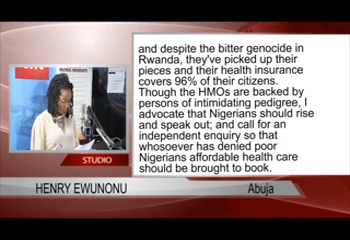 and despite the bitter genocide in
Rwanda, they've picked up their
pieces and their health insurance
covers 96% of their citizens.
Though the HMOs are backed by
persons of intimidating pedigree, I
advocate that Nigerians should rise
and speak out; and call for an
independent enquiry so that
whosoever has denied poor
Nigerians affordable health care
should be brought to book.
STUDIO
HENRY EWUNONU
Abuja